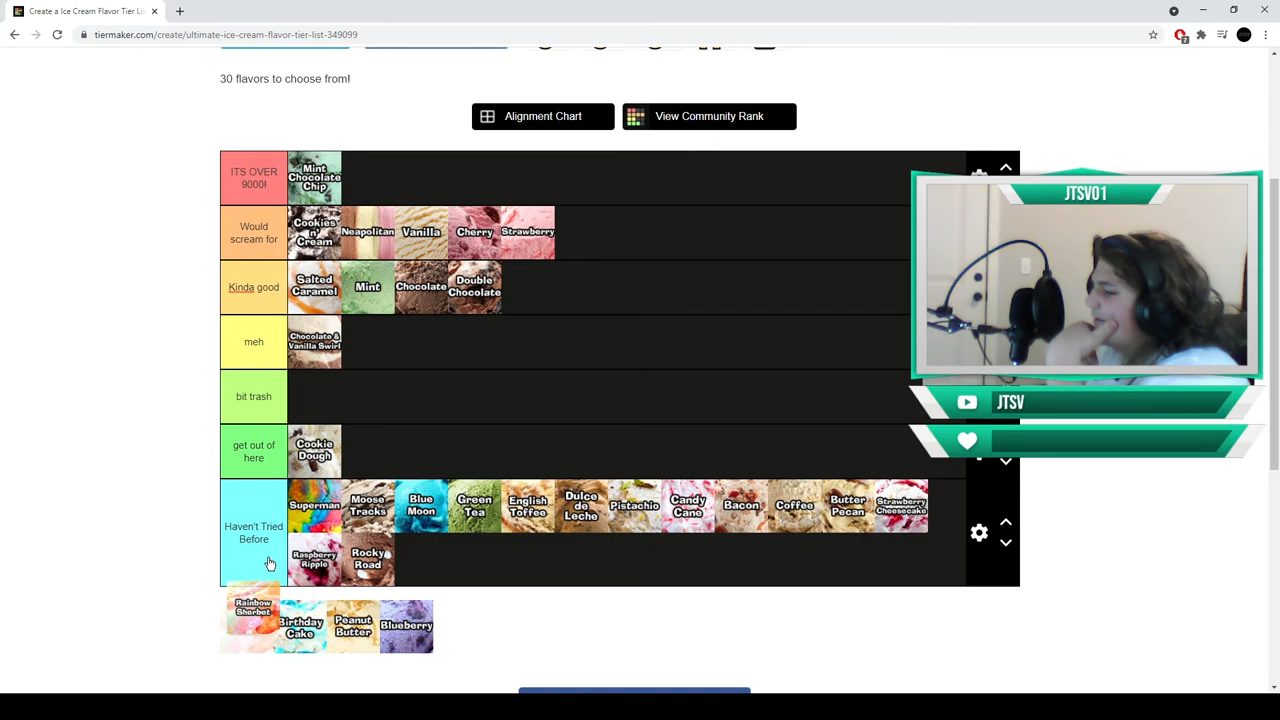 Create a Ice Cream Flavor Tier Lis
tiermaker.com/create/ultimate-ice-cream-flavor-tier-list-349099
7
30 flavors to choose from!
Alignment Chart
View Community Rank
ITS OVER
9000!
Mint
Chocolate
Chip
Would
scream for
Cookies
n'
Cream
Neapolitan
Vanilla
Cherry
Strawberry
Kinda good
Salted
Caramel
Mint
Chocolate
Double
Chocolate
meh
Chocolate &
Vanilla Swirl
bit trash
get out of
here
Cookie
Dough
Haven't Tried
Before
Superman
Moose
Tracks
Blue
Moon
Green
Tea
English
Toffee
Dulce
de
Leche
Pistachio
Candy
Cane
Bacon
Coffee
Butter
Pecan
Strawberry
Cheesecake
Raspberry
Ripple
Rocky
Road
Rainbow
Sherbet
Birthday
Cake
Peanut
Butter
Blueberry
JTSV01
JTSV